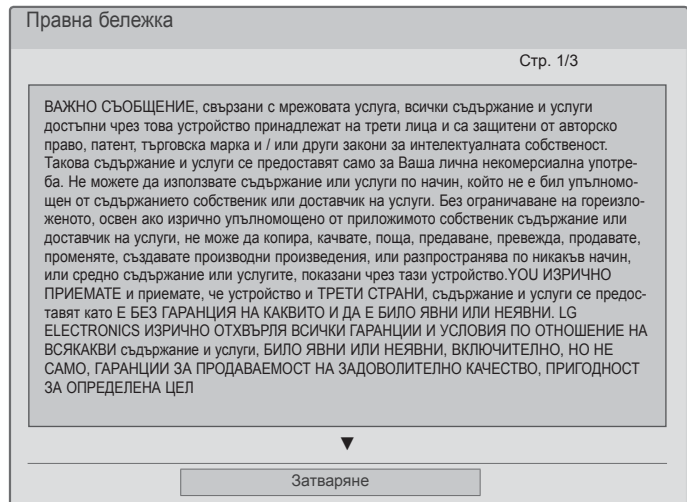 Правна бележка
Стр. 1/3
ВАЖНО СЪОБЩЕНИЕ, свързани с мрежовата услуга, всички съдържание и услуги
достъпни чрез това устройство принадлежат на трети лица и са защитени от авторско
право, патент, търговска марка и / или други закони за интелектуалната собственост.
Такова съдържание и услуги се предоставят само за Ваша лична некомерсиална употре-
ба. Не можете да използвате съдържание или услуги по начин, който не е бил упълномо-
щен от съдържанието собственик или доставчик на услуги. Без ограничаване на гореизло-
женото, освен ако изрично упълномощено от приложимото собственик съдържание или
доставчик на услуги, не може да копира, качвате, поща, предаване, превежда, продавате,
променяте, създавате производни произведения, или разпространява по никакъв начин,
или средно съдържание или услугите, показани чрез тази устройство.YOU ИЗРИЧНО
ПРИЕМАТЕ и приемате, че устройство и ТРЕТИ СТРАНИ, съдържание и услуги се предос-
тавят като Е БЕЗ ГАРАНЦИЯ НА КАКВИТО И ДА Е БИЛО ЯВНИ ИЛИ НЕЯВНИ. LG
ELECTRONICS ИЗРИЧНО ОТХВЪРЛЯ ВСИЧКИ ГАРАНЦИИ И УСЛОВИЯ ПО ОТНОШЕНИЕ НА
ВСЯКАКВИ съдържание и услуги, БИЛО ЯВНИ ИЛИ НЕЯВНИ, ВКЛЮЧИТЕЛНО, НО НЕ
САМО, ГАРАНЦИИ ЗА ПРОДАВАЕМОСТ НА ЗАДОВОЛИТЕЛНО КАЧЕСТВО, ПРИГОДНОСТ
ЗА ОПРЕДЕЛЕНА ЦЕЛ
▼
Затваряне